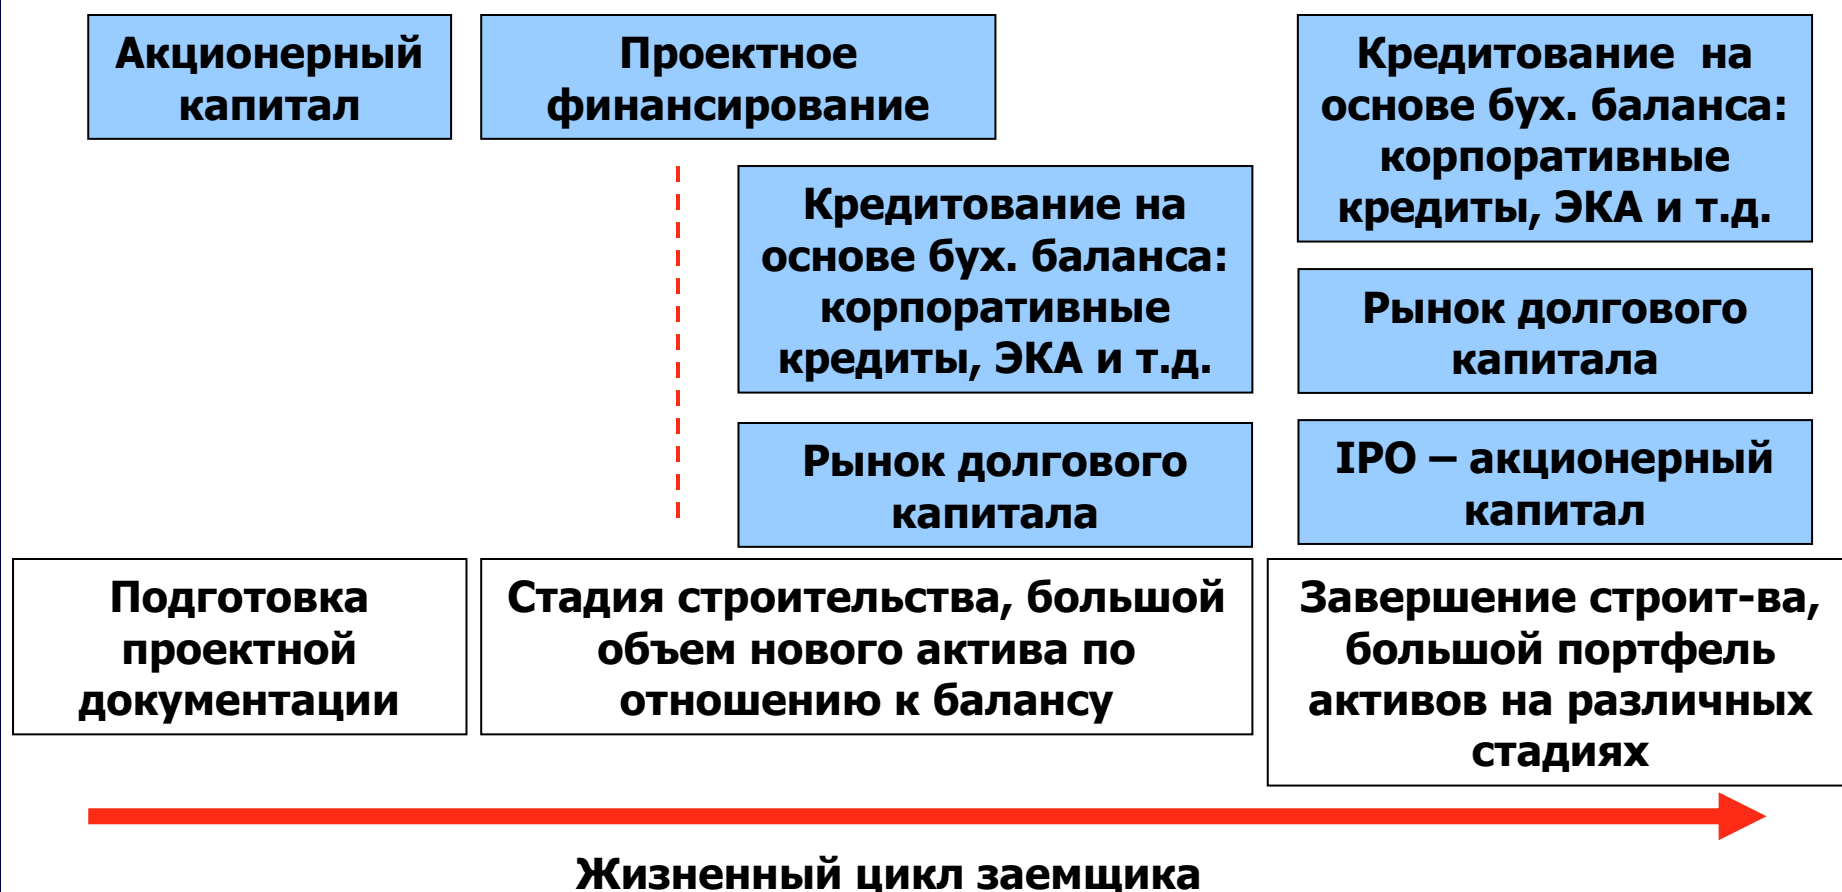 Акционерный
капитал
Проектное
финансирование
Кредитование на
основе бух. баланса:
корпоративные
кредиты, ЭКА и т.д.
Рынок долгового
капитала
Кредитование на
основе бух. баланса:
корпоративные
кредиты, ЭКА и т.д.
Рынок долгового
капитала
IPO – акционерный
капитал
Подготовка
проектной
документации
Стадия строительства, большой
объем нового актива по
отношению к балансу
Завершение строит-ва,
большой портфель
активов на различных
стадиях
Жизненный цикл заемщика